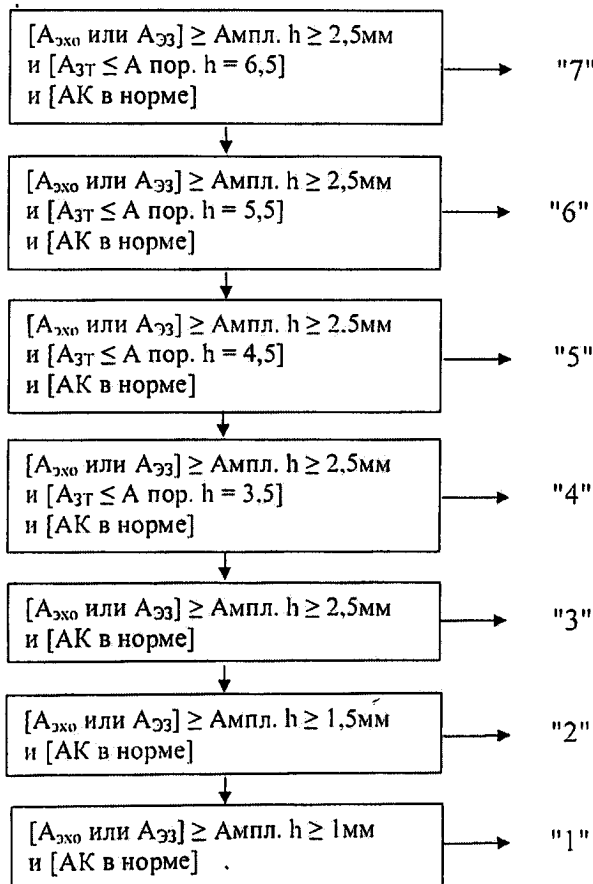 [Аэхо или АЭЗ] ≥ Ампл. h ≥ 2,5мм
и [АЗТ ≤ А пор. h = 6,5]
и [АК в норме]
"7"
[Аэхо или АЭЗ] ≥ Ампл. h ≥ 2,5мм
и [АЗТ ≤ А пор. h = 5,5]
и [АК в норме]
"6"
[Аэхо или АЭЗ] ≥ Ампл. h ≥ 2.5мм
и [АЗТ ≤ А пор. h = 4,5]
и [АК в норме]
"5"
[Аэхо или АЭЗ] ≥ Ампл. h ≥ 2,5мм
и [АЗТ ≤ А пор. h = 3,5]
и [АК в норме]
"4"
[Аэхо или АЭЗ] ≥ Ампл. h ≥ 2,5мм
и [АК в норме]
"3"
[Аэхо или АЭЗ] ≥ Ампл. h ≥ 1,5мм
и [АК в норме]
"2"
[Аэхо или АЭЗ] ≥ Ампл. h ≥ 1мм
и [АК в норме]
"1"